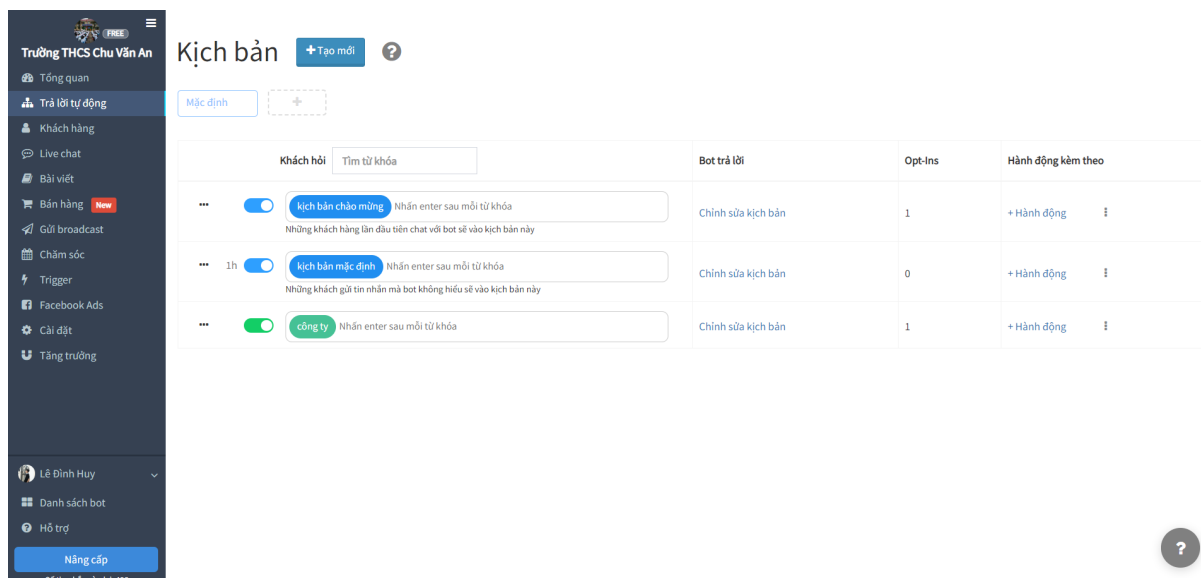 FREE
Trường THCS Chu Văn An
Tổng quan
Trả lời tự động
Khách hàng
Live chat
Bài viết
Bán hàng New
Gửi broadcast
Chăm sóc
Trigger
Facebook Ads
Cài đặt
Tăng trưởng
Lê Đình Huy
Danh sách bot
Hỗ trợ
Nâng cấp
Kịch bản + Tạo mới ?
Mặc định +
Khách hỏi Tìm từ khóa Bot trả lời Opt-Ins Hành động kèm theo
kịch bản chào mừng Nhấn enter sau mỗi từ khóa Chỉnh sửa kịch bản 1 + Hành động
Những khách hàng lần đầu tiên chat với bot sẽ vào kịch bản này
1h kịch bản mặc định Nhấn enter sau mỗi từ khóa Chỉnh sửa kịch bản 0 + Hành động
Những khách gửi tin nhắn mà bot không hiểu sẽ vào kịch bản này
công ty Nhấn enter sau mỗi từ khóa Chỉnh sửa kịch bản 1 + Hành động
?